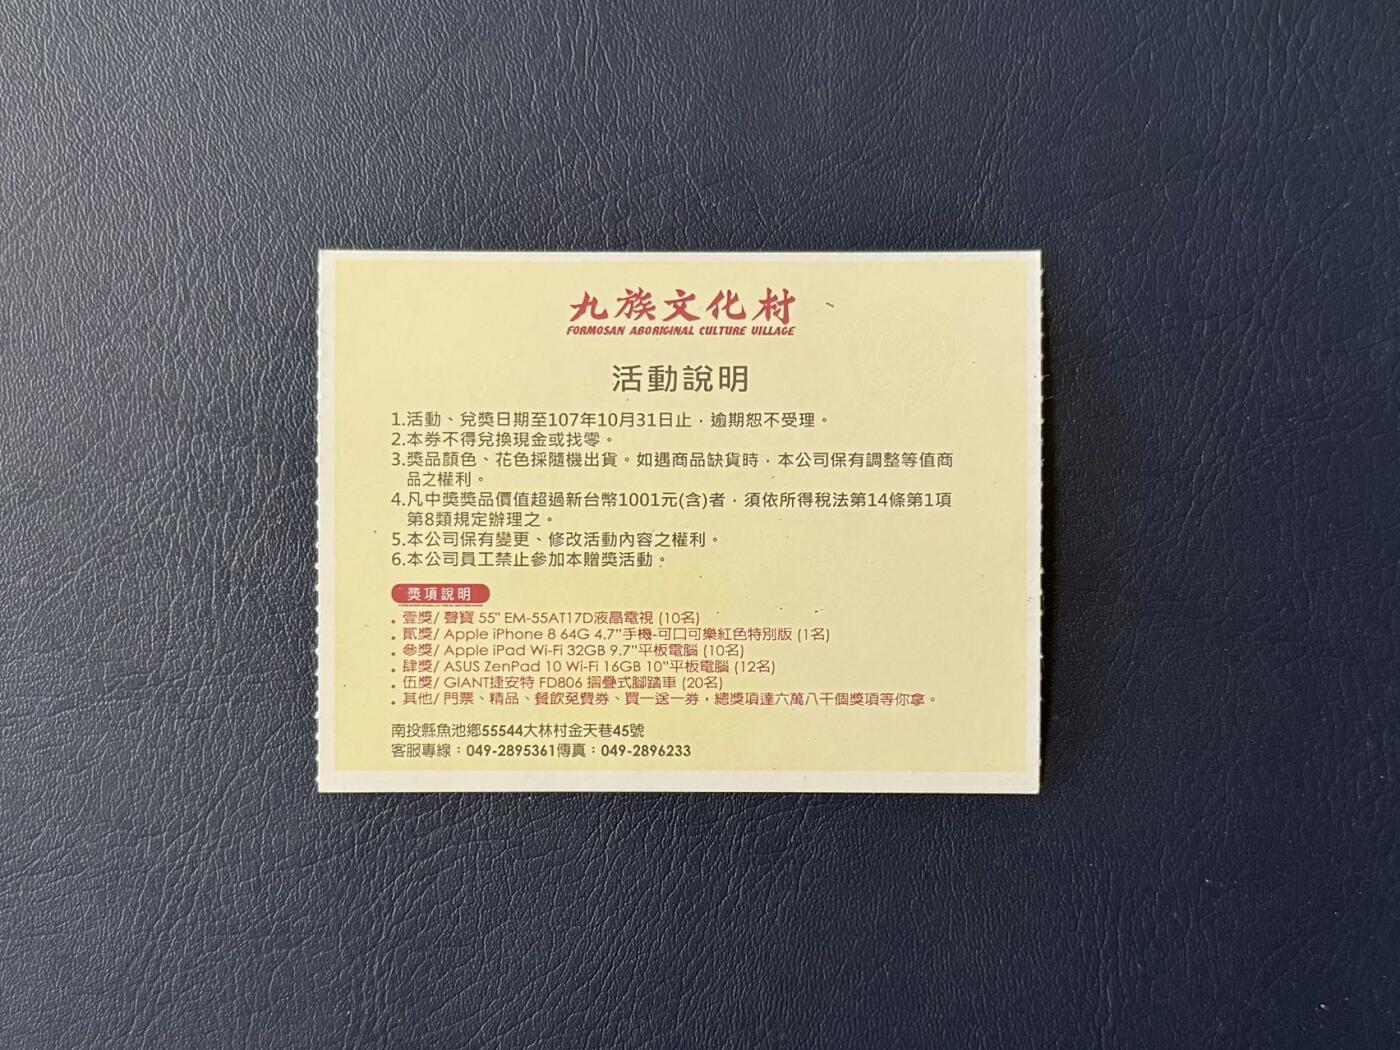 九族文化村
FORMOSAN ABORIGINAL CULTURE VILLAGE
活動說明
1.活動、兌獎日期至107年10月31日止，逾期恕不受理。
2.本券不得兌換現金或找零。
3.獎品顏色、花色採隨機出貨。如遇商品缺貨時，本公司保有調整等值商
品之權利。
4.凡中獎獎品價值超過新台幣1001元(含)者，須依所得稅法第14條第1項
第8類規定辦理之。
5.本公司保有變更、修改活動內容之權利。
6.本公司員工禁止參加本贈獎活動。
獎項說明
• 壹獎/ 聲寶 55" EM-55AT17D液晶電視 (10名)
• 貳獎/ Apple iPhone 8 64G 4.7"手機-可口可樂紅色特別版 (1名)
• 參獎/ Apple iPad Wi-Fi 32GB 9.7"平板電腦 (10名)
• 肆獎/ ASUS ZenPad 10 Wi-Fi 16GB 10"平板電腦 (12名)
• 伍獎/ GIANT捷安特 FD806 摺疊式腳踏車 (20名)
• 其他/ 門票、精品、餐飲免費券、買一送一券，總獎項達六萬八千個獎項等你拿。
南投縣魚池鄉55544大林村金天巷45號
客服專線：049-2895361傳真：049-2896233